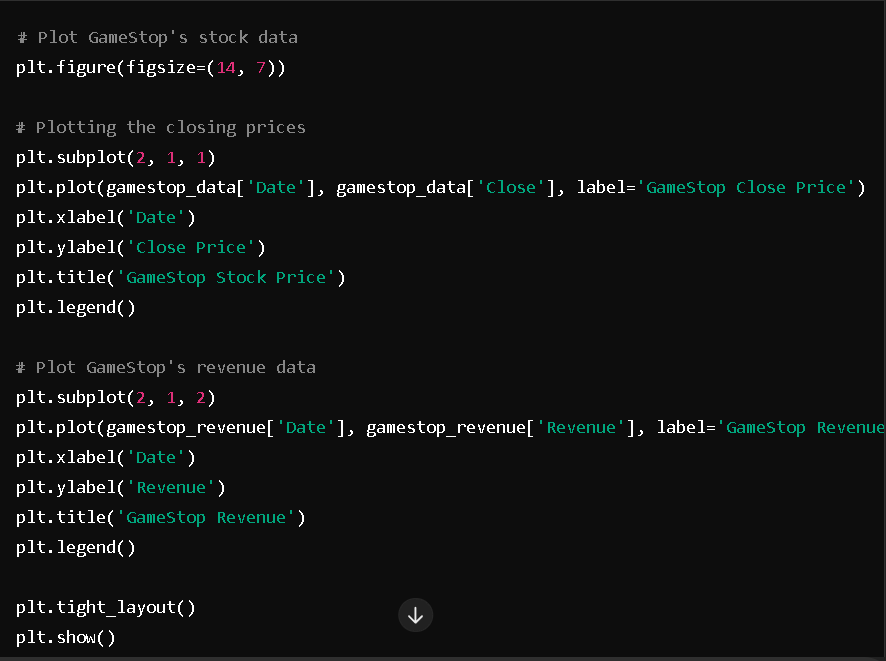 # Plot GameStop's stock data
plt.figure(figsize=(14, 7))
# Plotting the closing prices
plt.subplot(2, 1, 1)
plt.plot(gamestop_data['Date'], gamestop_data['Close'], label='GameStop Close Price')
plt.xlabel('Date')
plt.ylabel('Close Price')
plt.title('GameStop Stock Price')
plt.legend()
# Plot GameStop's revenue data
plt.subplot(2, 1, 2)
plt.plot(gamestop_revenue['Date'], gamestop_revenue['Revenue'], label='GameStop Revenue
plt.xlabel('Date')
plt.ylabel('Revenue')
plt.title('GameStop Revenue')
plt.legend()
plt.tight_layout()
plt.show()